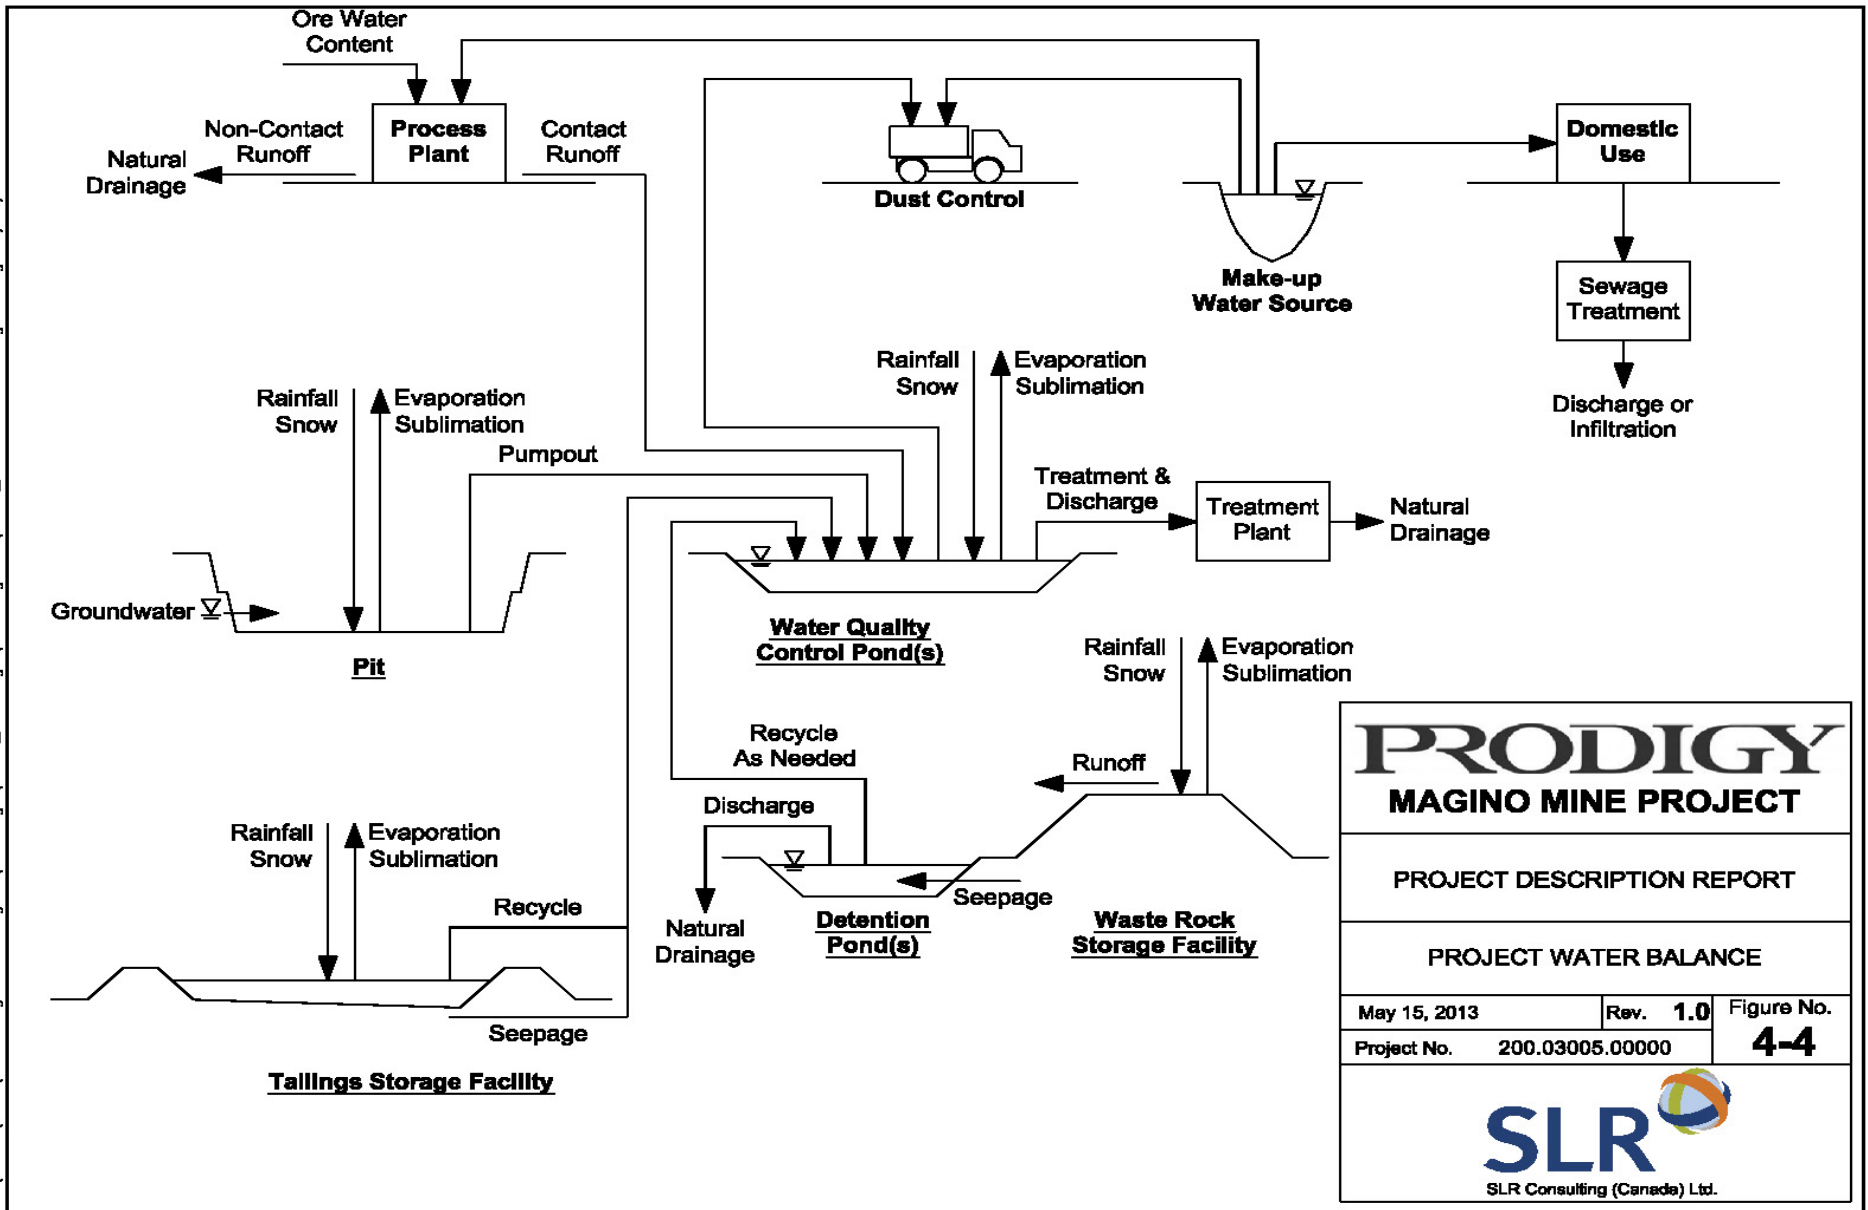 Ore Water
Content
Process
Plant
Non-Contact
Runoff
Natural
Drainage
Contact
Runoff
Dust Control
Make-up
Water Source
Domestic
Use
Sewage
Treatment
Discharge or
Infiltration
Rainfall
Snow
Evaporation
Sublimation
Pumpout
Groundwater
Pit
Rainfall
Snow
Evaporation
Sublimation
Treatment &
Discharge
Treatment
Plant
Natural
Drainage
Water Quality
Control Pond(s)
Rainfall
Snow
Evaporation
Sublimation
Runoff
Recycle
As Needed
Discharge
Natural
Drainage
Seepage
Detention
Pond(s)
Waste Rock
Storage Facility
Rainfall
Snow
Evaporation
Sublimation
Recycle
Seepage
Tailings Storage Facility
PRODIGY
MAGINO MINE PROJECT
PROJECT DESCRIPTION REPORT
PROJECT WATER BALANCE
May 15, 2013
Rev. 1.0
Figure No.
4-4
Project No. 200.03005.00000
SLR
SLR Consulting (Canada) Ltd.